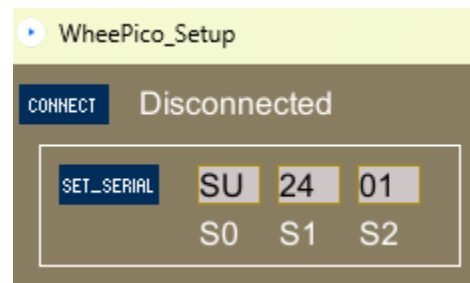 WheePico_Setup
CONNECT Disconnected
SET_SERIAL SU 24 01
S0 S1 S2